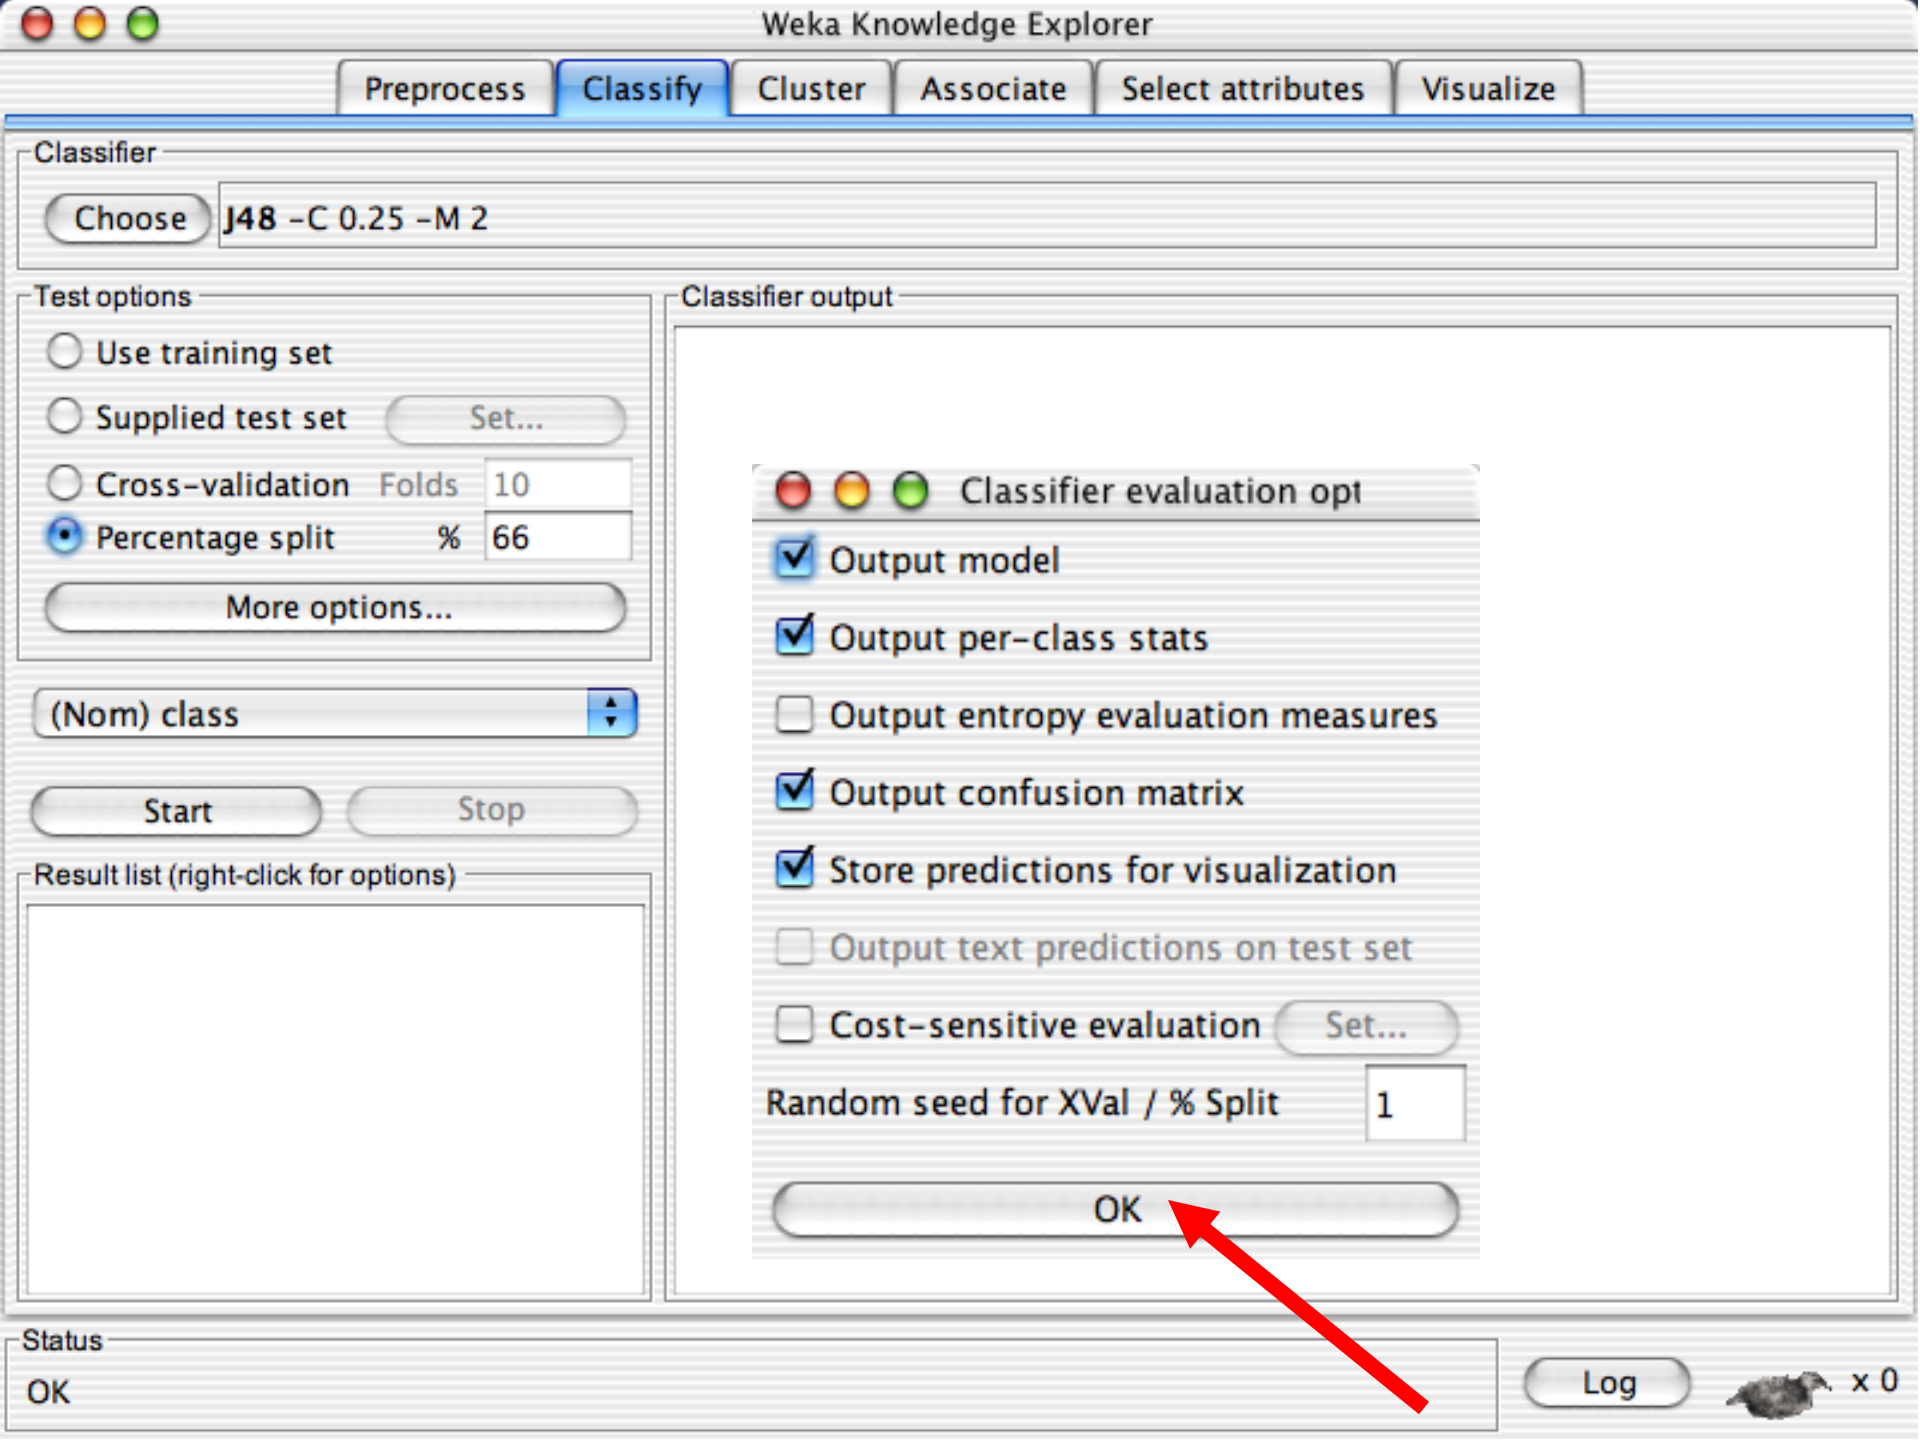 Weka Knowledge Explorer
Preprocess Classify Cluster Associate Select attributes Visualize
Classifier
Choose J48 -C 0.25 -M 2
Test options
Use training set
Supplied test set Set...
Cross-validation Folds 10
Percentage split % 66
More options...
(Nom) class
Start Stop
Result list (right-click for options)
Classifier output
Classifier evaluation opt
Output model
Output per-class stats
Output entropy evaluation measures
Output confusion matrix
Store predictions for visualization
Output text predictions on test set
Cost-sensitive evaluation Set...
Random seed for XVal / % Split 1
OK
Status
OK
Log x 0